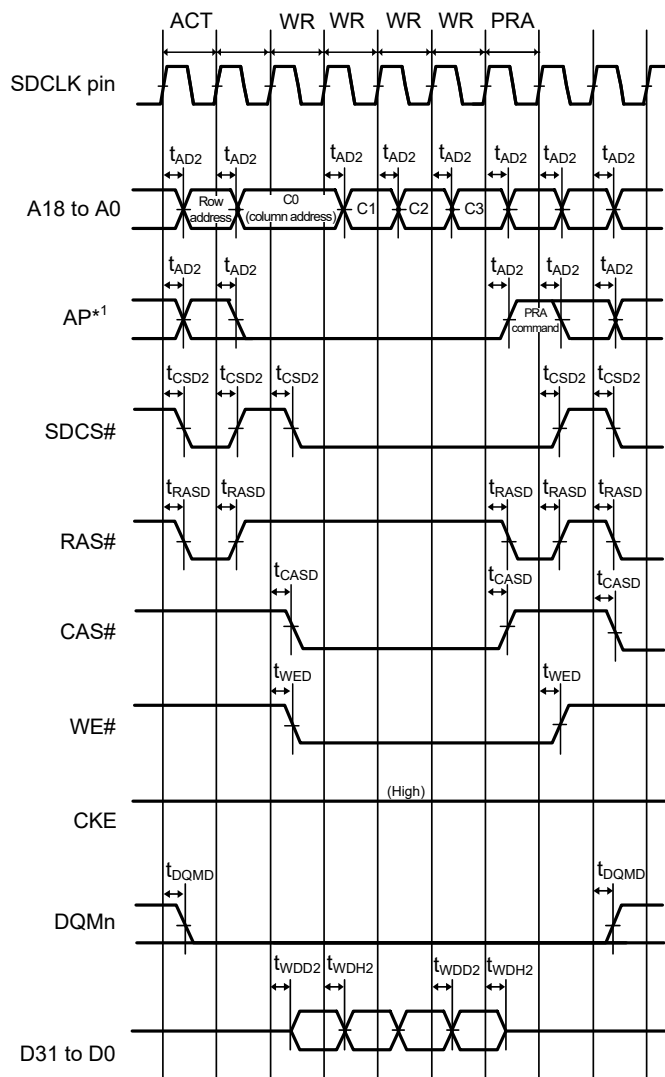 ACT WR WR WR WR PRA
SDCLK pin
tAD2 tAD2 tAD2 tAD2 tAD2 tAD2 tAD2 tAD2
A18 to A0
Row address
C0 (column address)
C1 C2 C3
tAD2 tAD2 tAD2 tAD2 tAD2
AP*1
PRA command
tCSD2 tCSD2 tCSD2 tCSD2 tCSD2
SDCS#
tRASD tRASD tRASD tRASD tRASD
RAS#
tCASD tCASD tCASD
CAS#
tWED tWED
WE#
(High)
CKE
tDQMD tDQMD
DQMn
tWDD2 tWDH2 tWDD2 tWDH2
D31 to D0